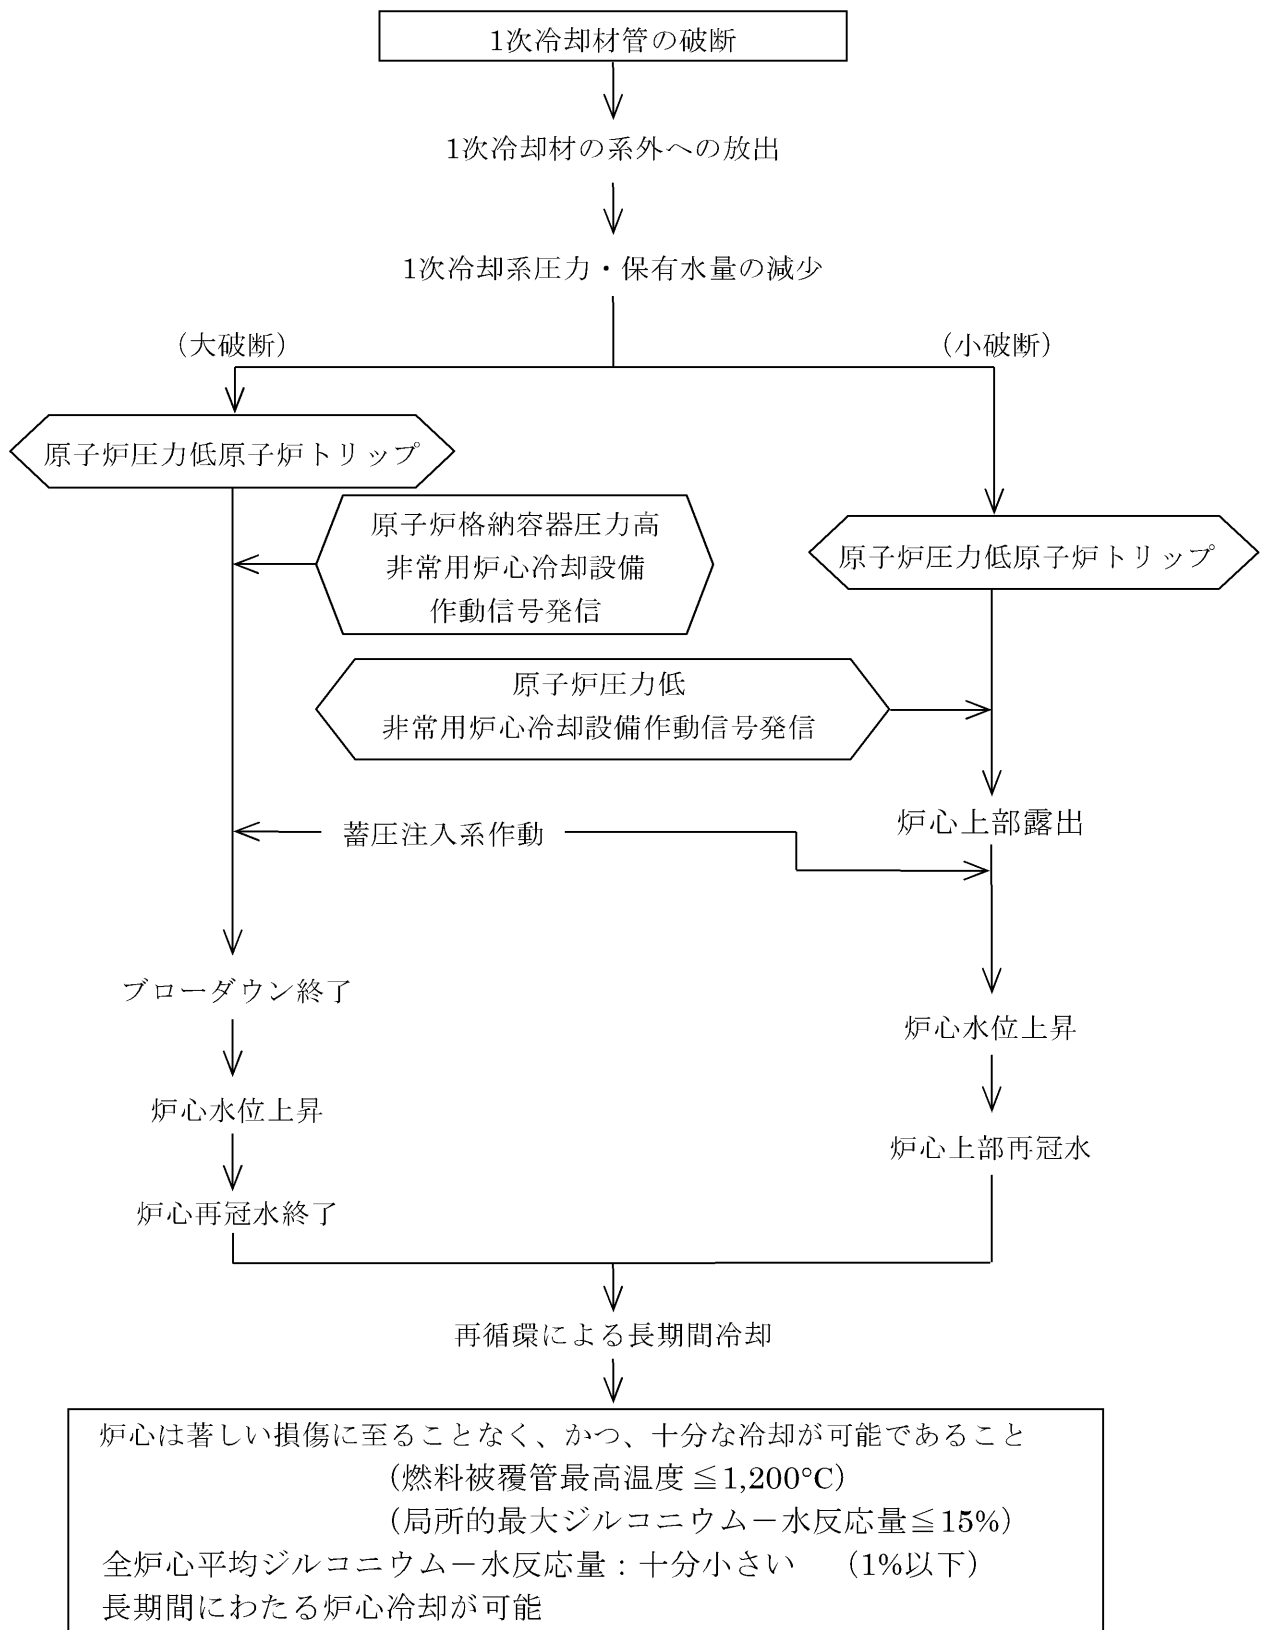 1次冷却材管の破断
1次冷却材の系外への放出
1次冷却系圧力・保有水量の減少
（大破断）
（小破断）
原子炉圧力低原子炉トリップ
原子炉格納容器圧力高
非常用炉心冷却設備
作動信号発信
原子炉圧力低原子炉トリップ
原子炉圧力低
非常用炉心冷却設備作動信号発信
蓄圧注入系作動
炉心上部露出
ブローダウン終了
炉心水位上昇
炉心水位上昇
炉心上部再冠水
炉心再冠水終了
再循環による長期間冷却
炉心は著しい損傷に至ることなく、かつ、十分な冷却が可能であること
（燃料被覆管最高温度≦1,200°C）
（局所的最大ジルコニウム－水反応量≦15%）
全炉心平均ジルコニウム－水反応量：十分小さい　（1%以下）
長期間にわたる炉心冷却が可能